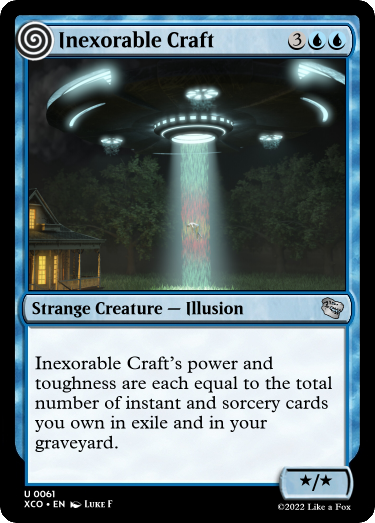 Inexorable Craft 3
Strange Creature — Illusion
Inexorable Craft's power and
toughness are each equal to the total
number of instant and sorcery cards
you own in exile and in your
graveyard.
★/★
U 0061
XCO • EN Luke F
©2022 Like a Fox